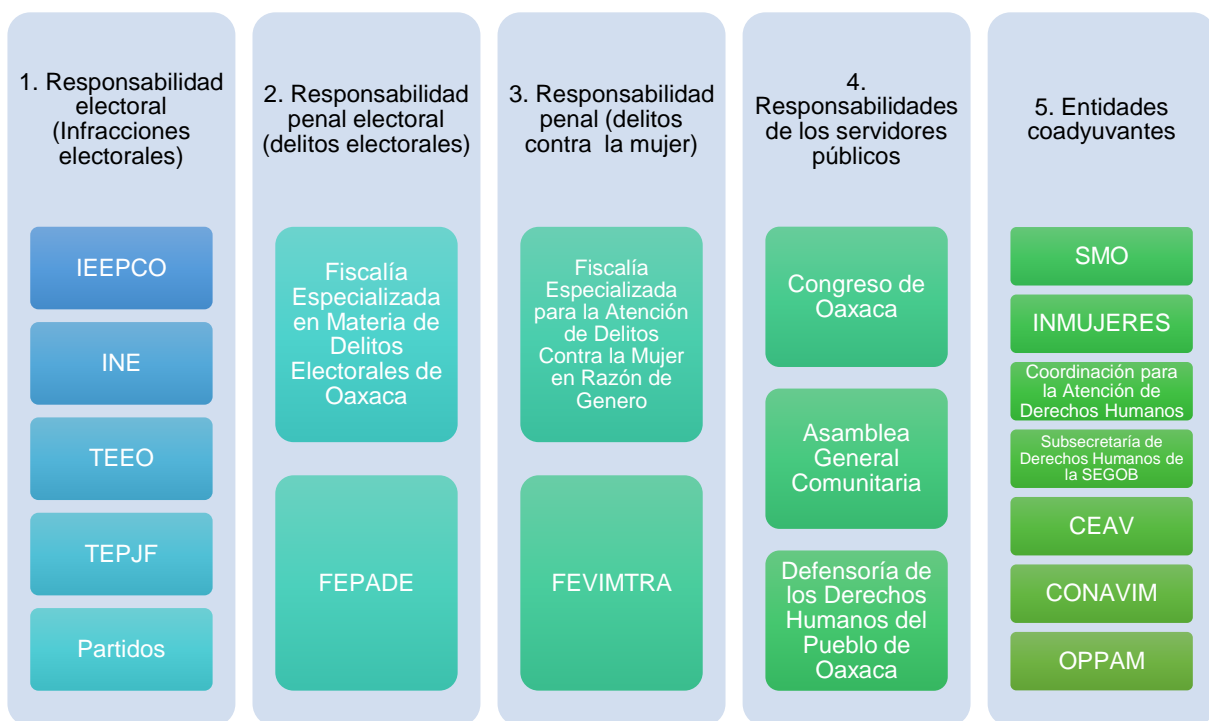 1. Responsabilidad
electoral
(Infracciones
electorales)
IEEPCO
INE
TEEO
TEPJF
Partidos
2. Responsabilidad
penal electoral
(delitos electorales)
Fiscalía
Especializada
en Materia de
Delitos
Electorales de
Oaxaca
FEPADE
3. Responsabilidad
penal (delitos
contra la mujer)
Fiscalía
Especializada
para la Atención
de Delitos
Contra la Mujer
en Razón de
Genero
FEVIMTRA
4.
Responsabilidades
de los servidores
públicos
Congreso de
Oaxaca
Asamblea
General
Comunitaria
Defensoría de
los Derechos
Humanos del
Pueblo de
Oaxaca
5. Entidades
coadyuvantes
SMO
INMUJERES
Coordinación para
la Atención de
Derechos Humanos
Subsecretaría de
Derechos Humanos de
la SEGOB
CEAV
CONAVIM
OPPAM